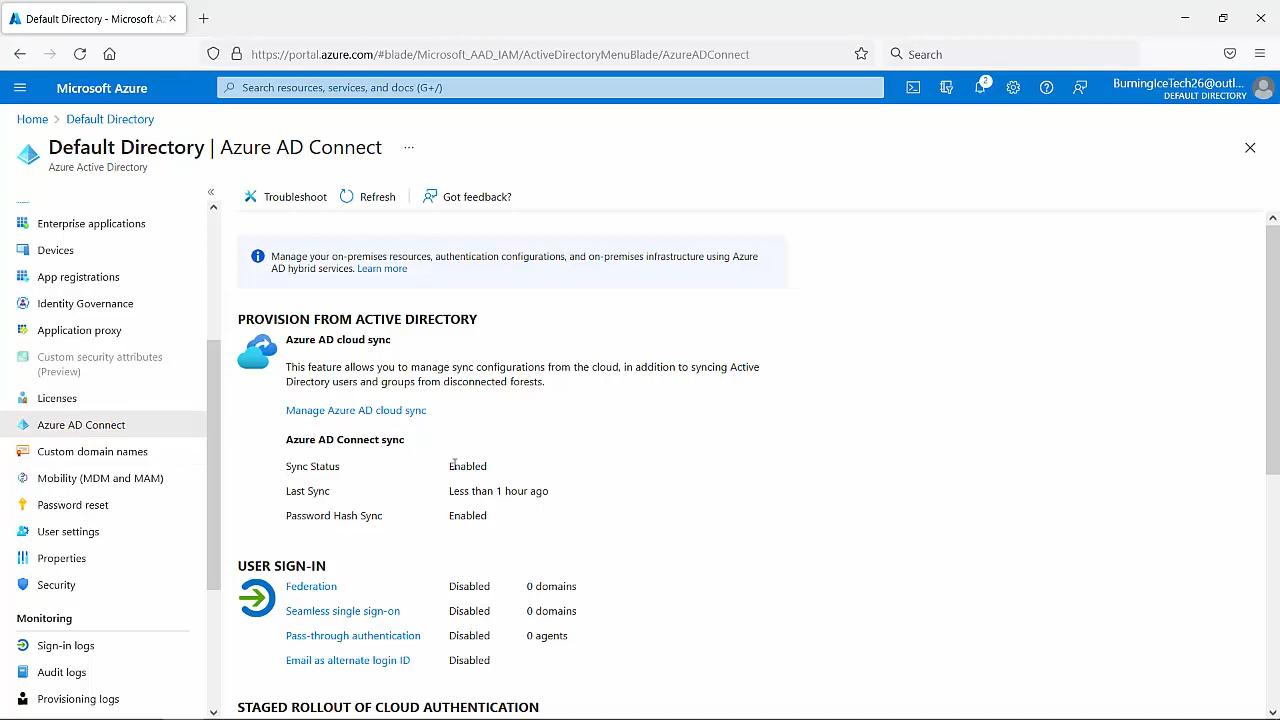 Default Directory - Microsoft Az
https://portal.azure.com/#blade/Microsoft_AAD_IAM/ActiveDirectoryMenuBlade/AzureADConnect
Search
Microsoft Azure
Search resources, services, and docs (G+/)
2
BurningIceTech26@outl...
DEFAULT DIRECTORY
Home > Default Directory
Default Directory | Azure AD Connect ...
Azure Active Directory
Enterprise applications
Devices
App registrations
Identity Governance
Application proxy
Custom security attributes
(Preview)
Licenses
Azure AD Connect
Custom domain names
Mobility (MDM and MAM)
Password reset
User settings
Properties
Security
Monitoring
Sign-in logs
Audit logs
Provisioning logs
Troubleshoot Refresh Got feedback?
Manage your on-premises resources, authentication configurations, and on-premises infrastructure using Azure
AD hybrid services. Learn more
PROVISION FROM ACTIVE DIRECTORY
Azure AD cloud sync
This feature allows you to manage sync configurations from the cloud, in addition to syncing Active
Directory users and groups from disconnected forests.
Manage Azure AD cloud sync
Azure AD Connect sync
Sync Status Enabled
Last Sync Less than 1 hour ago
Password Hash Sync Enabled
USER SIGN-IN
Federation Disabled 0 domains
Seamless single sign-on Disabled 0 domains
Pass-through authentication Disabled 0 agents
Email as alternate login ID Disabled
STAGED ROLLOUT OF CLOUD AUTHENTICATION